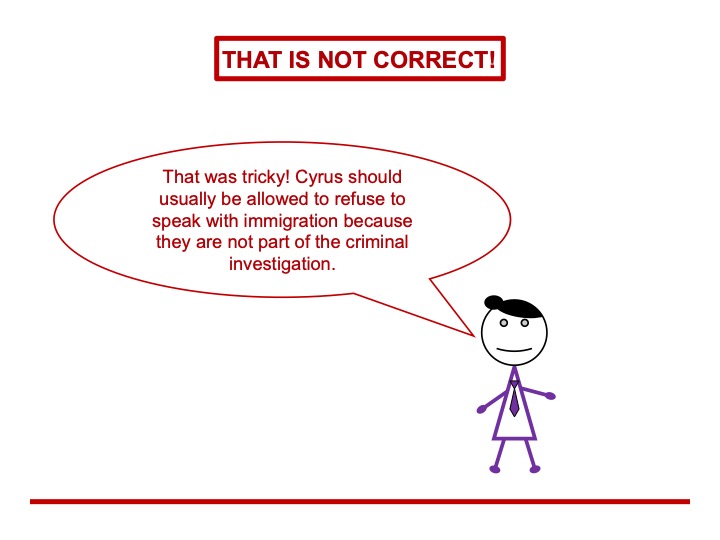 THAT IS NOT CORRECT!
That was tricky! Cyrus should
usually be allowed to refuse to
speak with immigration because
they are not part of the criminal
investigation.